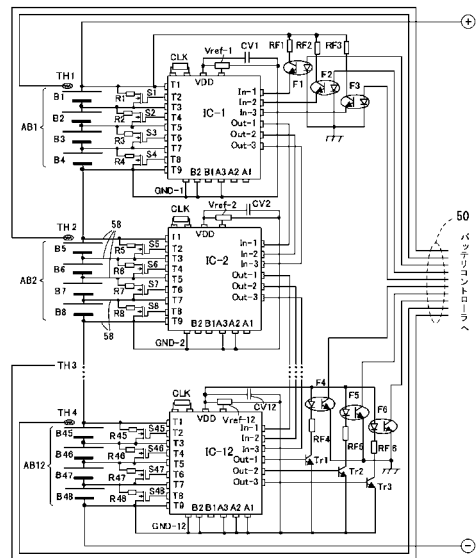 ⊕
CLK Vref-1 CV1 RF1 RF2 RF3
TH1
VDD
AB1
B1
B2
B3
B4
R1
R2
R3
R4
S1
S2
S3
S4
T1
T2
T3
T4
T5
T6
T7
T8
T9
IC-1
In-1
In-2
In-3
Out-1
Out-2
Out-3
F1
F2
F3
B2 B1 A3 A2 A1
GND-1
CLK Vref-2 CV2
TH2
VDD
AB2
B5
B6
B7
B8
58
58
R5
R6
R7
R8
S5
S6
S7
S8
T1
T2
T3
T4
T5
T6
T7
T8
T9
IC-2
In-1
In-2
In-3
Out-1
Out-2
Out-3
B2 B1 A3 A2 A1
GND-2
50
バッテリコントローラへ
TH3
TH4
CLK
VDD
CV12
Vref-12
AB12
B45
B46
B47
B48
R45
R46
R47
R48
S45
S46
S47
S48
T1
T2
T3
T4
T5
T6
T7
T8
T9
IC-12
In-1
In-2
In-3
Out-1
Out-2
Out-3
F4
F5
F6
RF4
RF5
RF6
Tr1
Tr2
Tr3
B2 B1 A3 A2 A1
GND-12
⊖